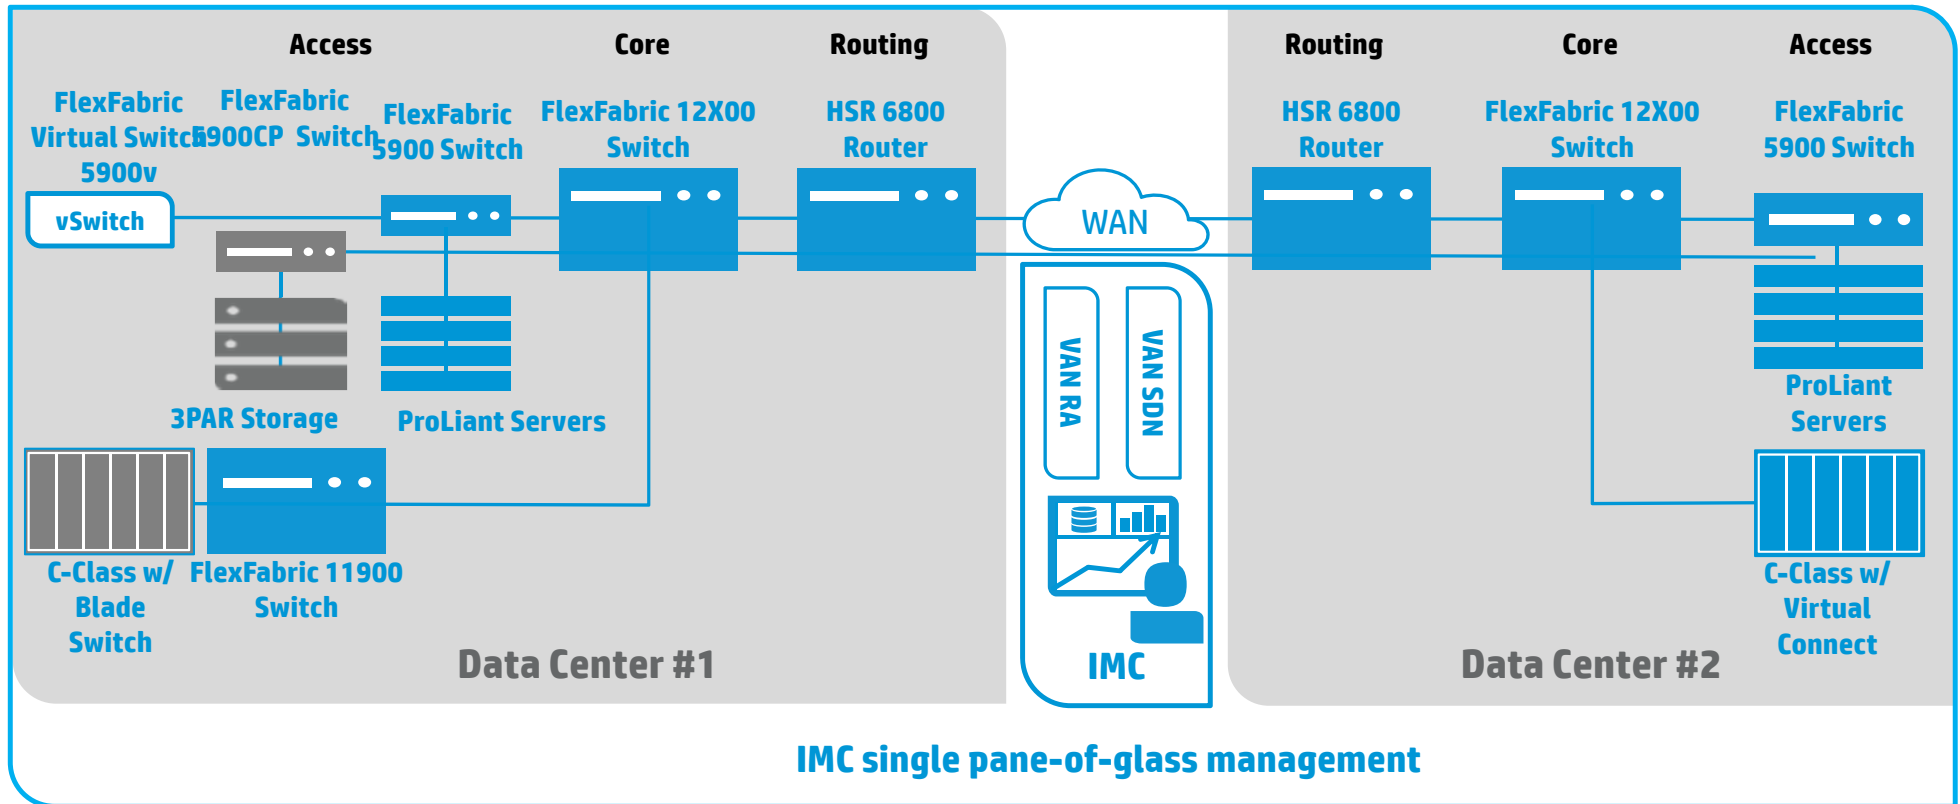 Access
Core
Routing
Routing
Core
Access
FlexFabric
Virtual Switch
5900v
FlexFabric
5900CP  Switch
FlexFabric
5900 Switch
FlexFabric 12X00
Switch
HSR 6800
Router
HSR 6800
Router
FlexFabric 12X00
Switch
FlexFabric
5900 Switch
vSwitch
WAN
3PAR Storage
ProLiant Servers
VAN RA
VAN SDN
ProLiant
Servers
C-Class w/
Blade
Switch
FlexFabric 11900
Switch
C-Class w/
Virtual
Connect
Data Center #1
IMC
Data Center #2
IMC single pane-of-glass management